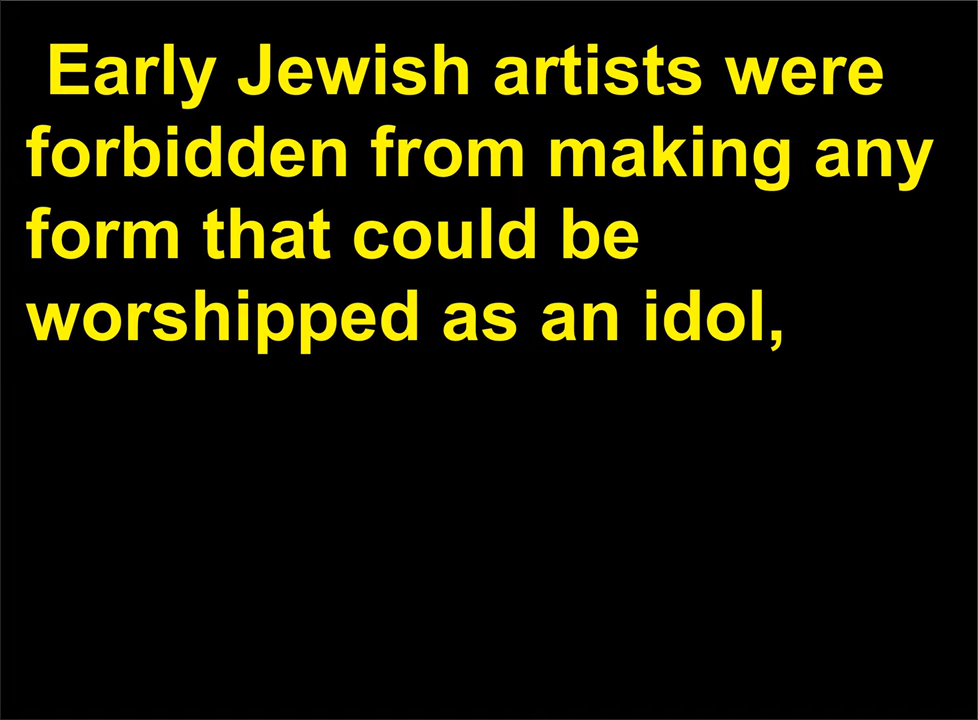 Early Jewish artists were
forbidden from making any
form that could be
worshipped as an idol,